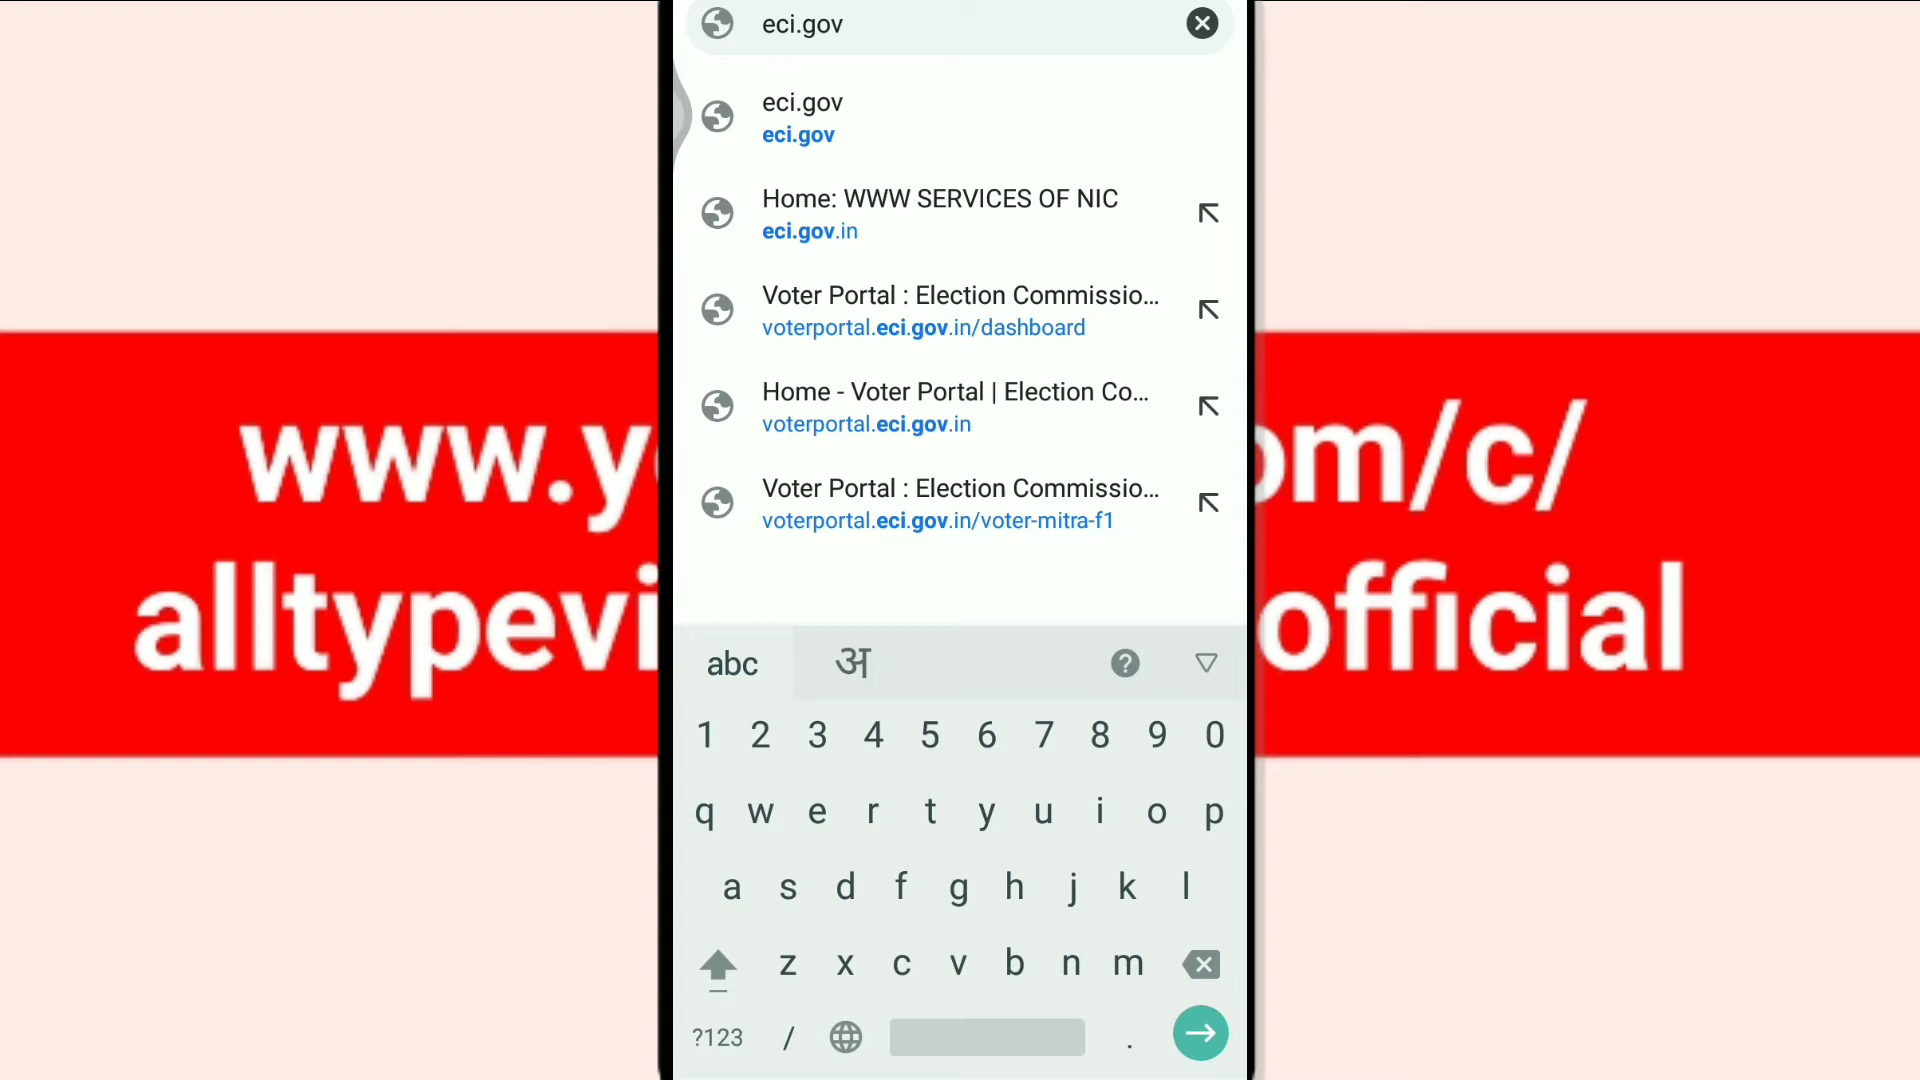 eci.gov
eci.gov
eci.gov
Home: WWW SERVICES OF NIC
eci.gov.in
Voter Portal : Election Commissio...
voterportal.eci.gov.in/dashboard
Home - Voter Portal | Election Co...
voterportal.eci.gov.in
Voter Portal : Election Commissio...
voterportal.eci.gov.in/voter-mitra-f1
www.y om/c/
alltypevi official
abc अ ?
1 2 3 4 5 6 7 8 9 0
q w e r t y u i o p
a s d f g h j k l
z x c v b n m
?123 / .